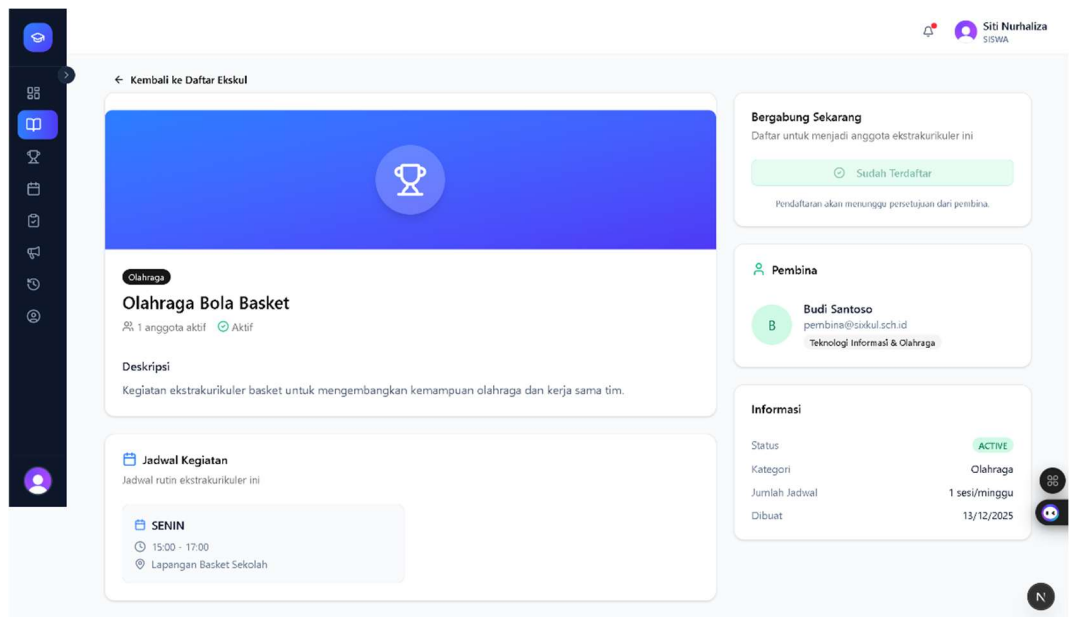 Siti Nurhaliza
SISWA
Kembali ke Daftar Ekskul
Olahraga
Olahraga Bola Basket
1 anggota aktif Aktif
Deskripsi
Kegiatan ekstrakurikuler basket untuk mengembangkan kemampuan olahraga dan kerja sama tim.
Jadwal Kegiatan
Jadwal rutin ekstrakurikuler ini
SENIN
15:00 - 17:00
Lapangan Basket Sekolah
Bergabung Sekarang
Daftar untuk menjadi anggota ekstrakurikuler ini
Sudah Terdaftar
Pendaftaran akan menunggu persetujuan dari pembina.
Pembina
B
Budi Santoso
pembina@sixkul.sch.id
Teknologi Informasi & Olahraga
Informasi
Status ACTIVE
Kategori Olahraga
Jumlah Jadwal 1 sesi/minggu
Dibuat 13/12/2025
N